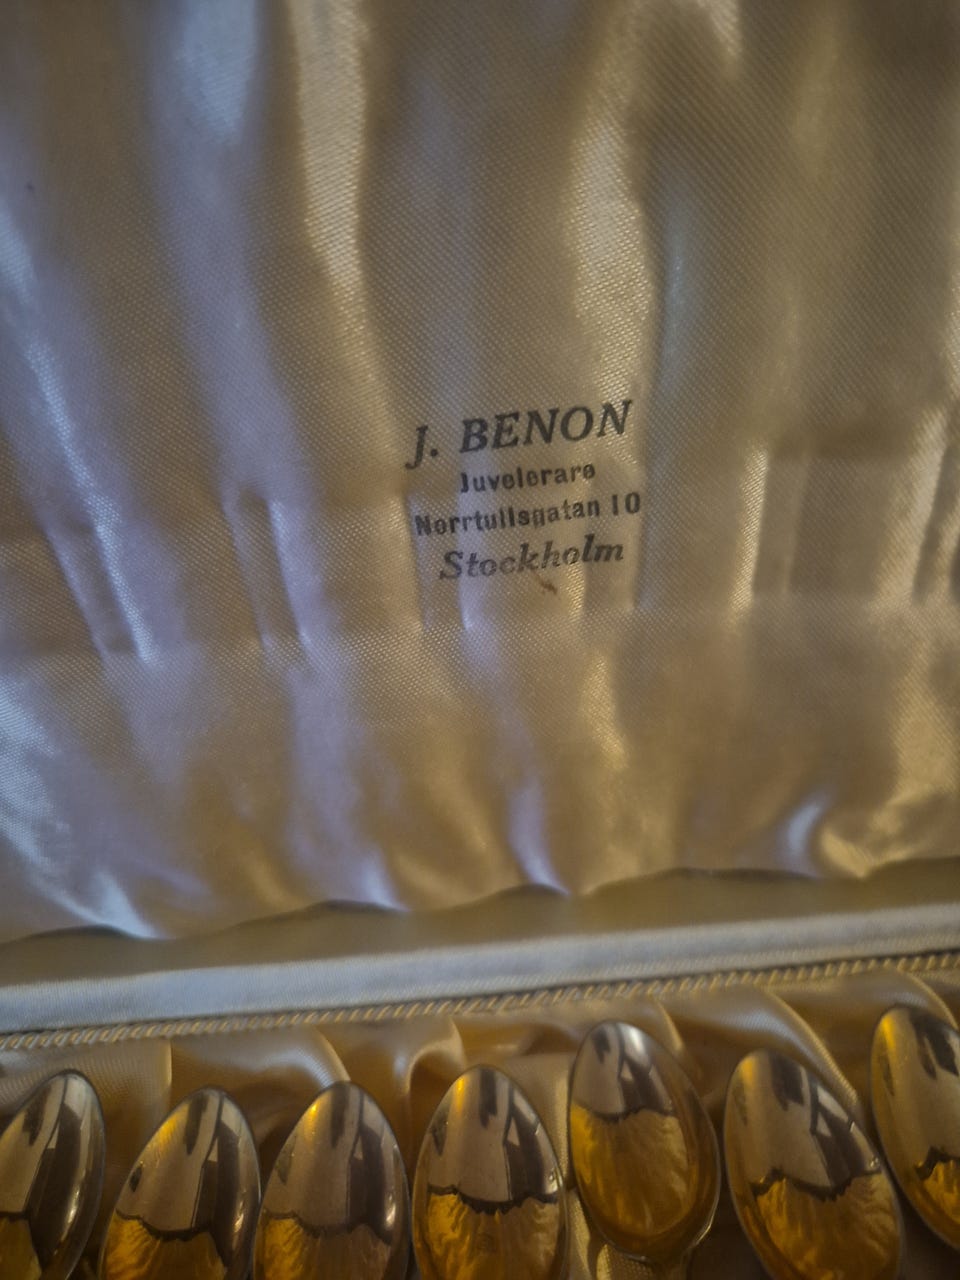 J. BENON
Juvelerare
Norrtullsgatan 10
Stockholm